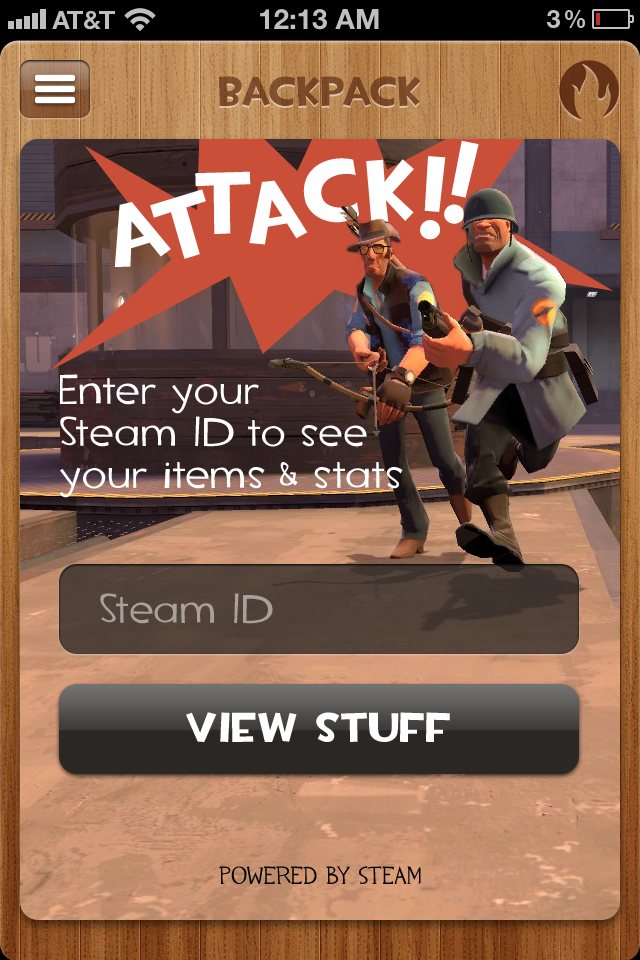 AT&T 12:13 AM 3%
BACKPACK
ATTACK!!
Enter your
Steam ID to see
your items & stats
Steam ID
VIEW STUFF
POWERED BY STEAM